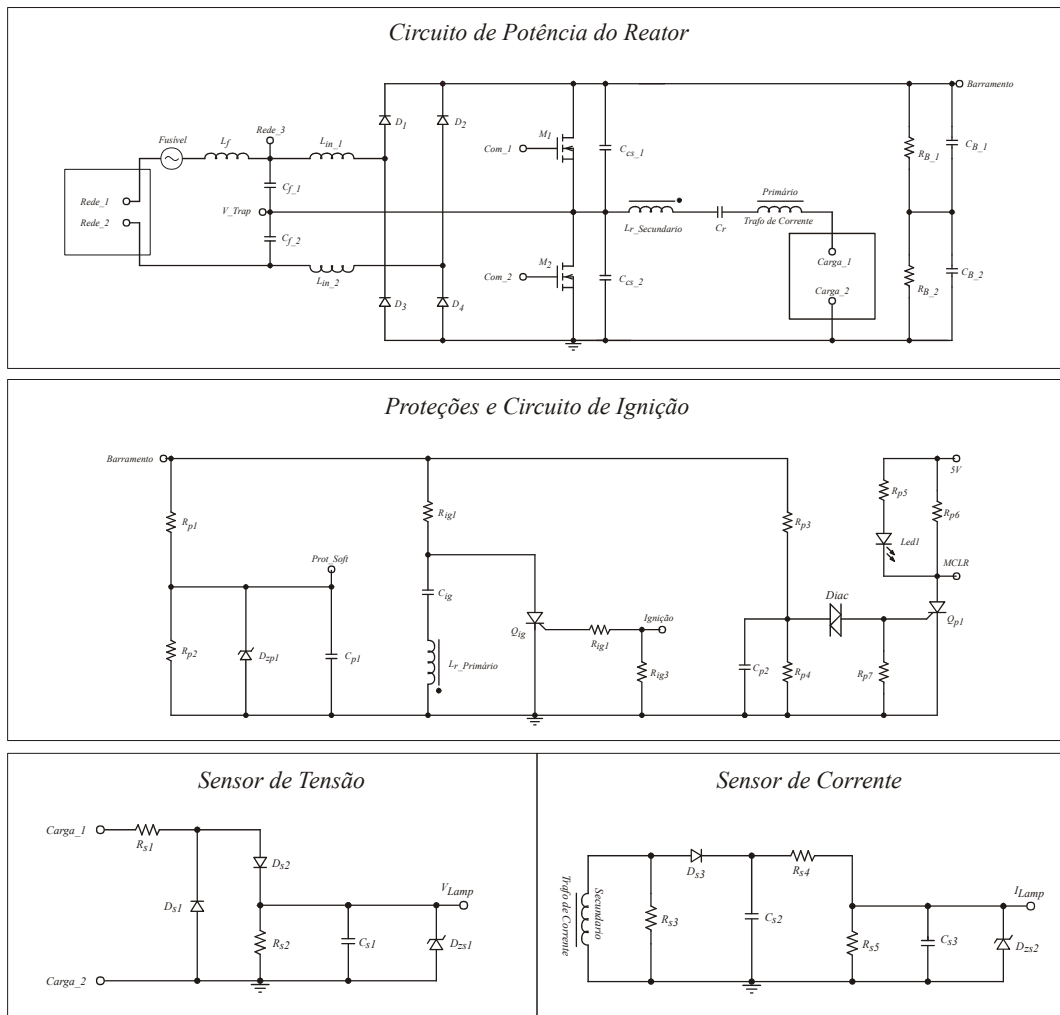 Circuito de Potência do Reator
Barramento
D1
D2
Fusível
Lf
Rede_3
Lin_1
M1
Com_1
Ccs_1
RB_1
CB_1
Cf_1
Rede_1
V_Trap
Primário
Rede_2
Lr_Secundario
Cr
Trafo de Corrente
Cf_2
M2
Carga_1
Com_2
Ccs_2
Lin_2
RB_2
CB_2
Carga_2
D3
D4
Proteções e Circuito de Ignição
Barramento
5V
Rp5
Rig1
Rp1
Rp3
Rp6
Led1
Prot_Soft
MCLR
Cig
Diac
Ignição
Qig
Qp1
Rp2
Dzp1
Cp1
Rig1
Lr_Primário
Rig3
Cp2
Rp4
Rp7
Sensor de Tensão
Carga_1
Rs1
Ds2
VLamp
Ds1
Rs2
Cs1
Dzs1
Carga_2
Sensor de Corrente
Ds3
Rs4
ILamp
Secundario
Trafo de Corrente
Rs3
Cs2
Rs5
Cs3
Dzs2